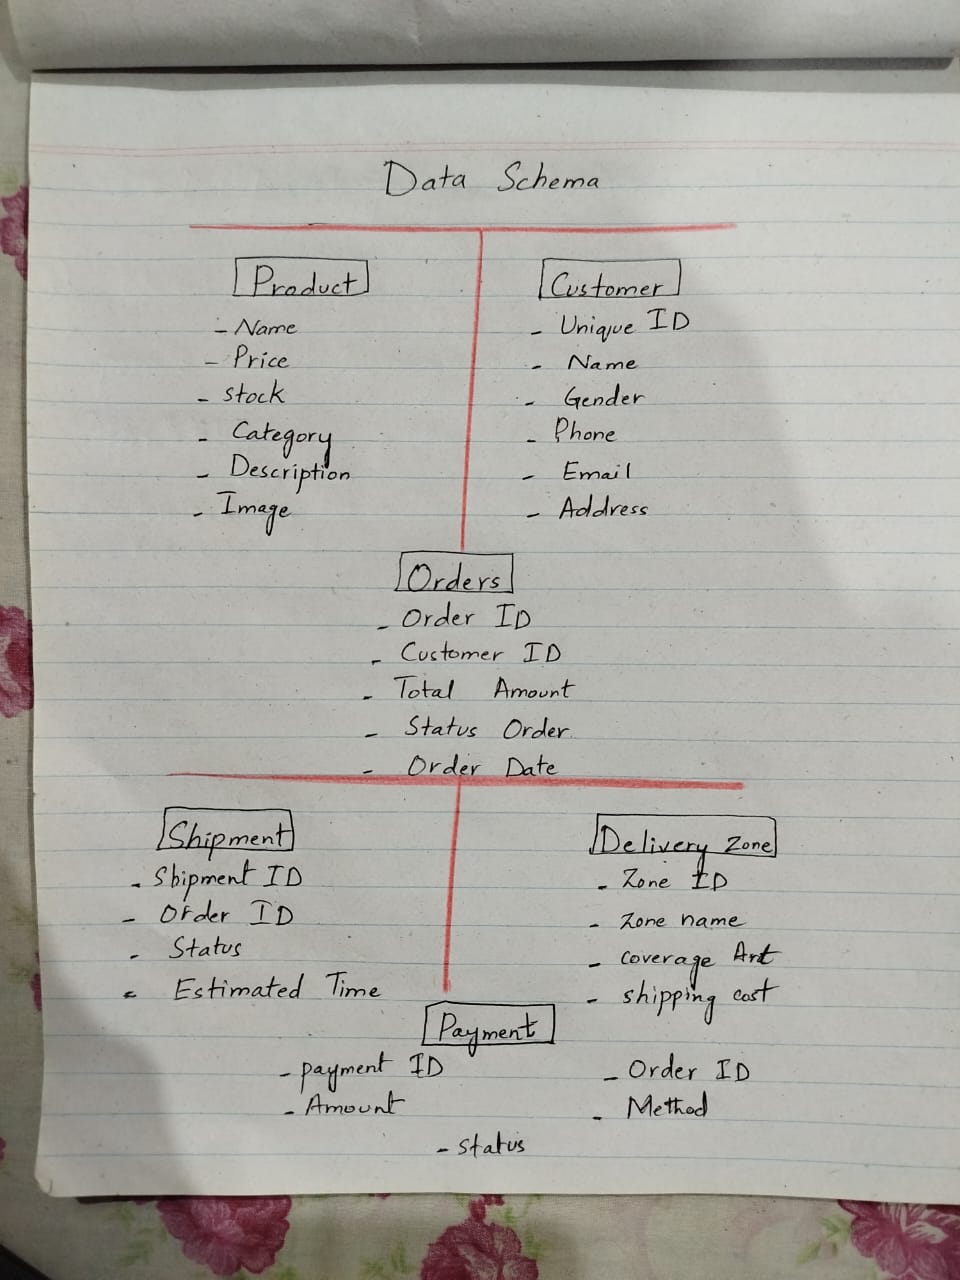 Data Schema
Product
- Name
- Price
- stock
- Category
- Description
- Image
Customer
- Unique ID
- Name
- Gender
- Phone
- Email
- Address
Orders
- Order ID
- Customer ID
- Total Amount
- Status Order
- Order Date
Shipment
- Shipment ID
- Order ID
- Status
- Estimated Time
Delivery Zone
- Zone ID
- Zone name
- coverage
- shipping cost
Payment
- payment ID
- Order ID
- Amount
- Method
- status